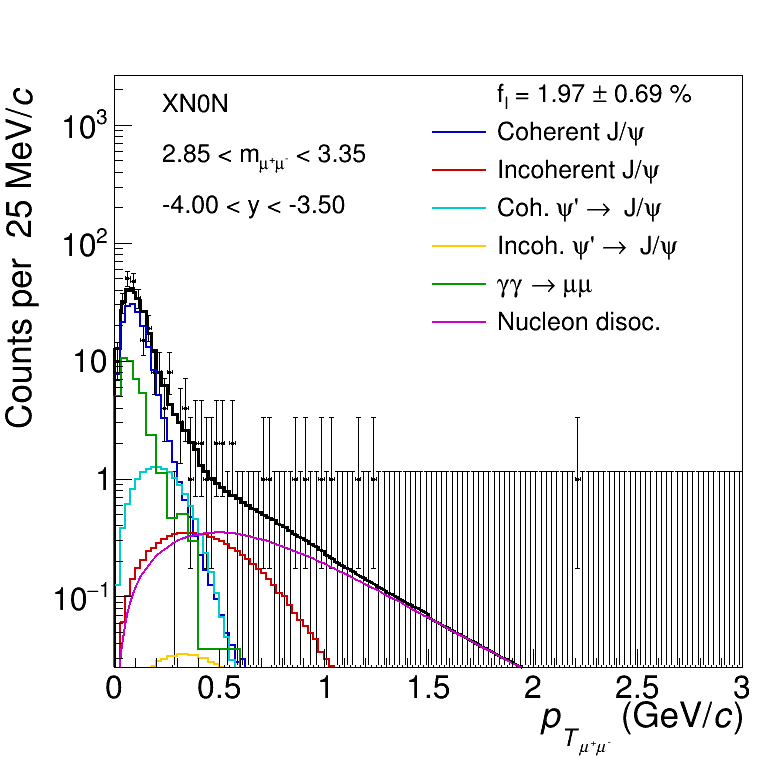 Counts per 25 MeV/c
10³
10²
10
1
10⁻¹
XN0N
2.85 < m_μ⁺μ⁻ < 3.35
-4.00 < y < -3.50
f_I = 1.97 ± 0.69 %
Coherent J/ψ
Incoherent J/ψ
Coh. ψ' → J/ψ
Incoh. ψ' → J/ψ
γγ → μμ
Nucleon disoc.
0 0.5 1 1.5 2 2.5 3
p_T μ⁺μ⁻ (GeV/c)